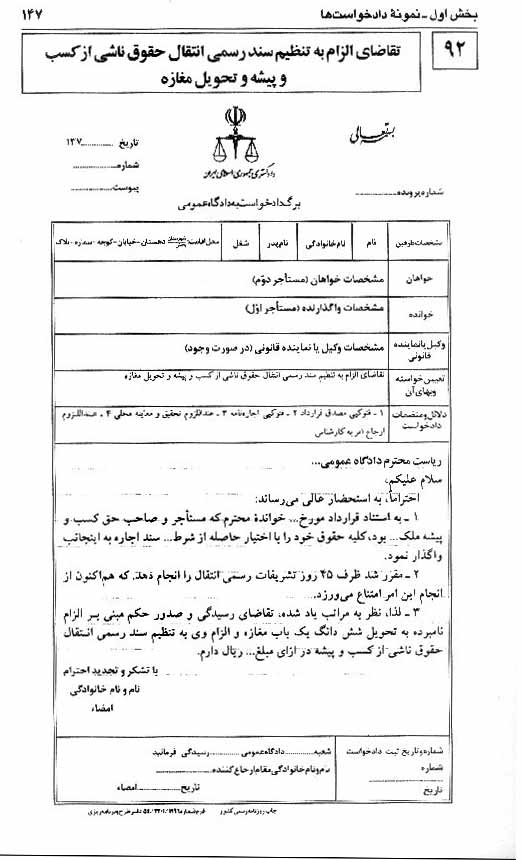 بخش اول ـ نمونهٔ دادخواست‌ها
۱۴۷
۹۲
تقاضای الزام به تنظیم سند رسمی انتقال حقوق ناشی از کسب
و پیشه و تحویل مغازه
بسمه تعالی
دادگستری جمهوری اسلامی ایران
تاریخ ............. ۱۳۷
شماره ...............
پیوست ...............
شماره پرونده ...............
برگ دادخواست به دادگاه عمومی
مشخصات طرفین
نام
نام خانوادگی
نام پدر
شغل
محل اقامت: شهرستان دهستان - خیابان - کوچه - شماره - پلاک
خواهان
مشخصات خواهان (مستأجر دوّم)
خوانده
مشخصات واگذارنده (مستأجر اوّل)
وکیل یا نماینده
قانونی
مشخصات وکیل یا نماینده قانونی (در صورت وجود)
تعیین خواسته
و بهای آن
تقاضای الزام به تنظیم سند رسمی انتقال حقوق ناشی از کسب و پیشه و تحویل مغازه
دلائل و منضمات
دادخواست
۱ ـ فتوکپی مصدق قرارداد ۲ ـ فتوکپی اجاره‌نامه ۳ ـ عنداللزوم تحقیق و معاینه محلی ۴ ـ عنداللزوم
ارجاع امر به کارشناس
ریاست محترم دادگاه عمومی...
سلام علیکم،
احتراماً، به استحضار عالی می‌رساند:
۱ ـ به استناد قرارداد مورخ... خواندهٔ محترم که مستأجر و صاحب حق کسب و
پیشه ملک... بود، کلیه حقوق خود را با اختیار حاصله از شرط... سند اجاره به اینجانب
واگذار نمود.
۲ ـ مقرر شد ظرف ۴۵ روز تشریفات رسمی انتقال را انجام دهد، که هم‌اکنون از
انجام این امر امتناع می‌ورزد.
۳ ـ لذا، نظر به مراتب یاد شده، تقاضای رسیدگی و صدور حکم مبنی بر الزام
نامبرده به تحویل شش دانگ یک باب مغازه و الزام وی به تنظیم سند رسمی انتقال
حقوق ناشی از کسب و پیشه در ازای مبلغ... ریال دارم.
با تشکر و تجدید احترام
نام و نام خانوادگی
امضاء
شماره و تاریخ ثبت دادخواست
شماره
تاریخ
شعبه ............... دادگاه عمومی ............... رسیدگی فرمائید
نام و نام خانوادگی مقام ارجاع کننده ...............
تاریخ ............... امضاء
چاپ روزنامه رسمی کشور